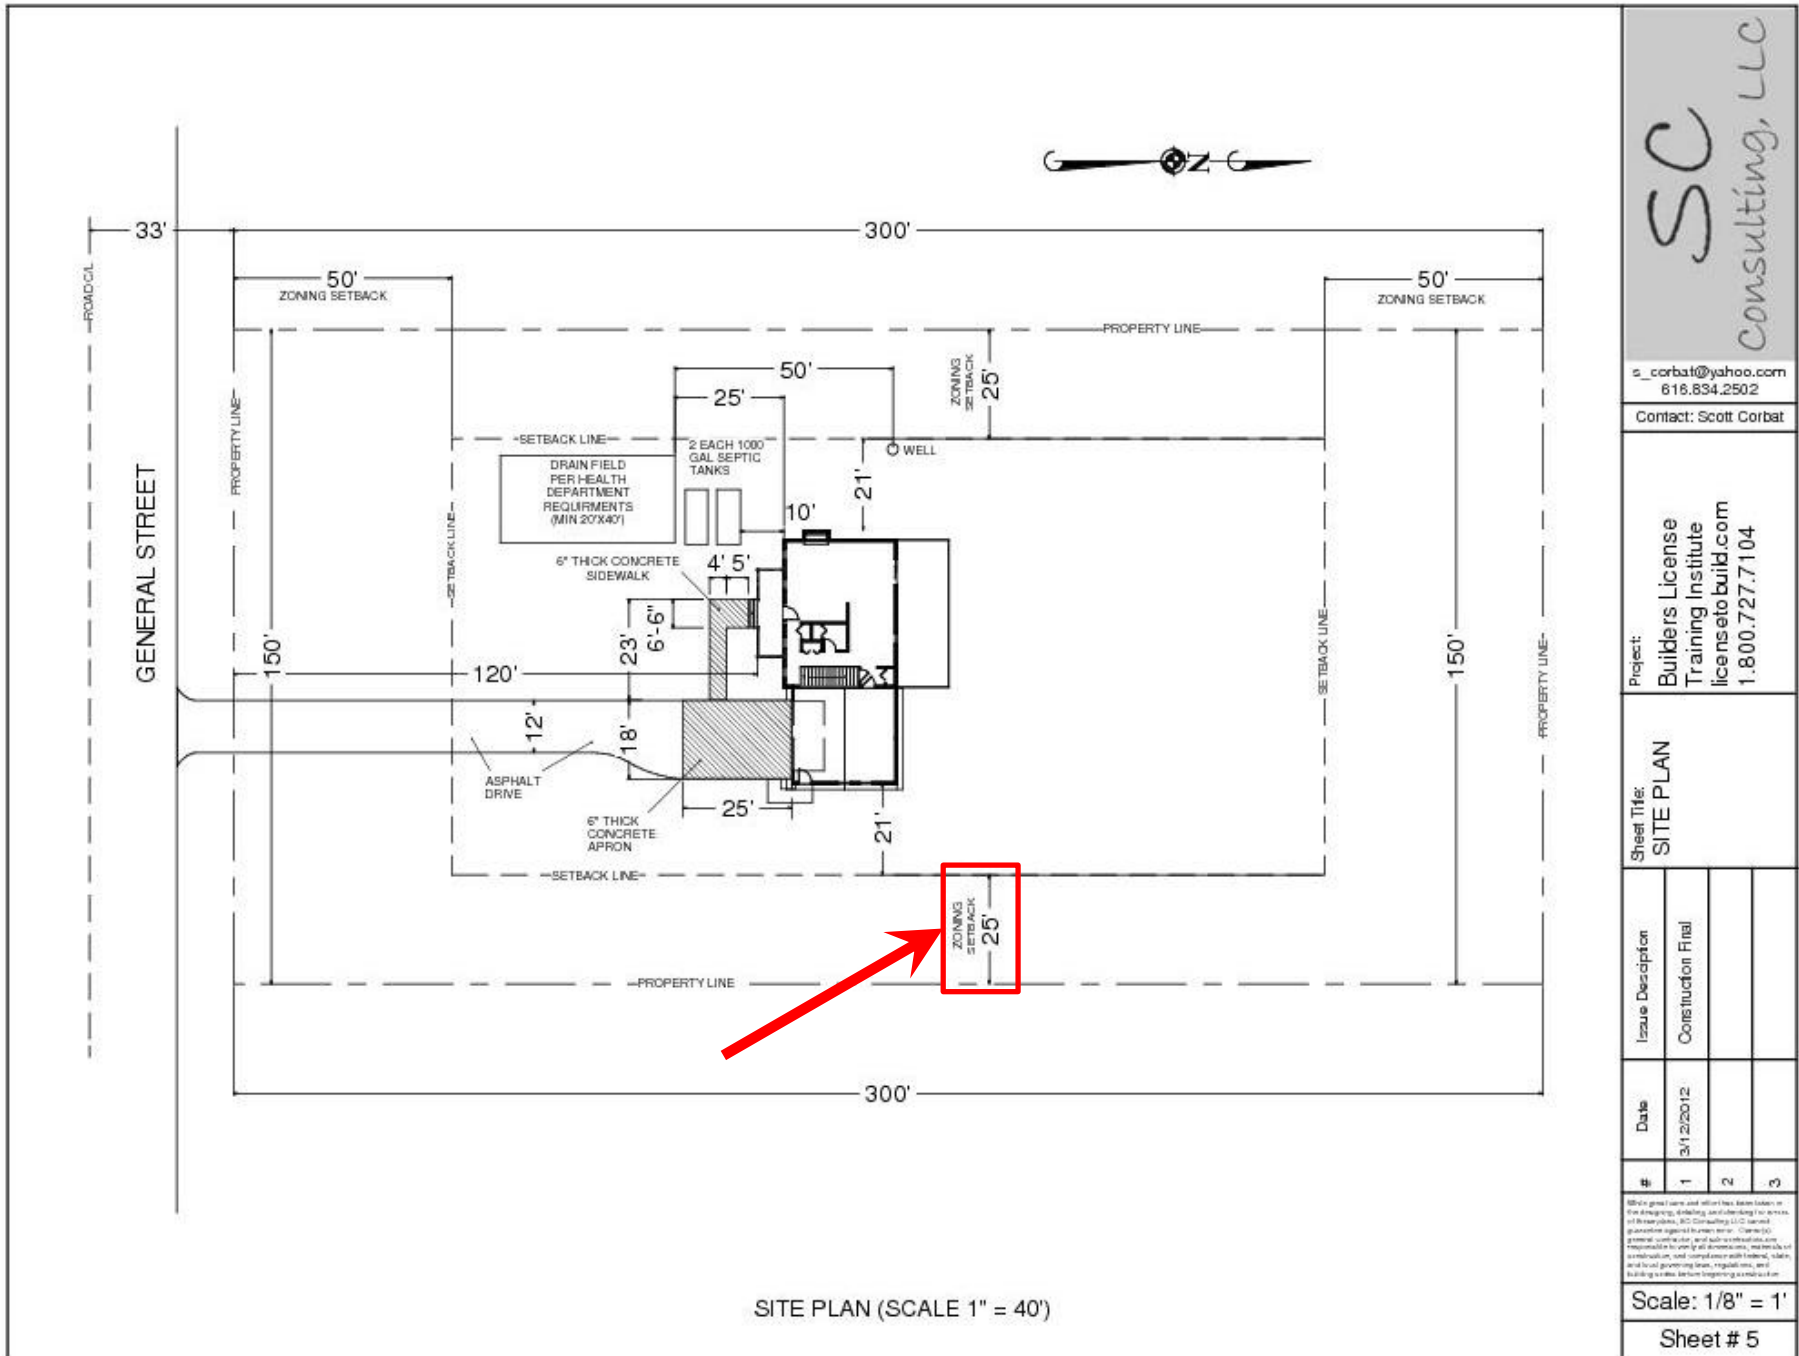 33'
300'
50'
ZONING SETBACK
50'
ZONING SETBACK
ROAD C/L
PROPERTY LINE
50'
ZONING
SETBACK
25'
25'
SETBACK LINE
2 EACH 1000
GAL SEPTIC
TANKS
WELL
PROPERTY LINE
DRAIN FIELD
PER HEALTH
DEPARTMENT
REQUIRMENTS
(MIN 20'X40')
21'
10'
GENERAL STREET
SETBACK LINE
6" THICK CONCRETE
SIDEWALK
4' 5'
6'-6"
23'
150'
120'
SETBACK LINE
150'
PROPERTY LINE
12'
18'
ASPHALT
DRIVE
25'
6" THICK
CONCRETE
APRON
21'
SETBACK LINE
ZONING
SETBACK
25'
PROPERTY LINE
300'
N
SITE PLAN (SCALE 1" = 40')
SC
Consulting, LLC
s_corbat@yahoo.com
616.834.2502
Contact: Scott Corbat
Project:
Builders License
Training Institute
licensetobuild.com
1.800.727.7104
Sheet Title:
SITE PLAN
# Date Issue Desciption
1 3/12/2012 Construction Final
2
3
Scale: 1/8" = 1'
Sheet # 5